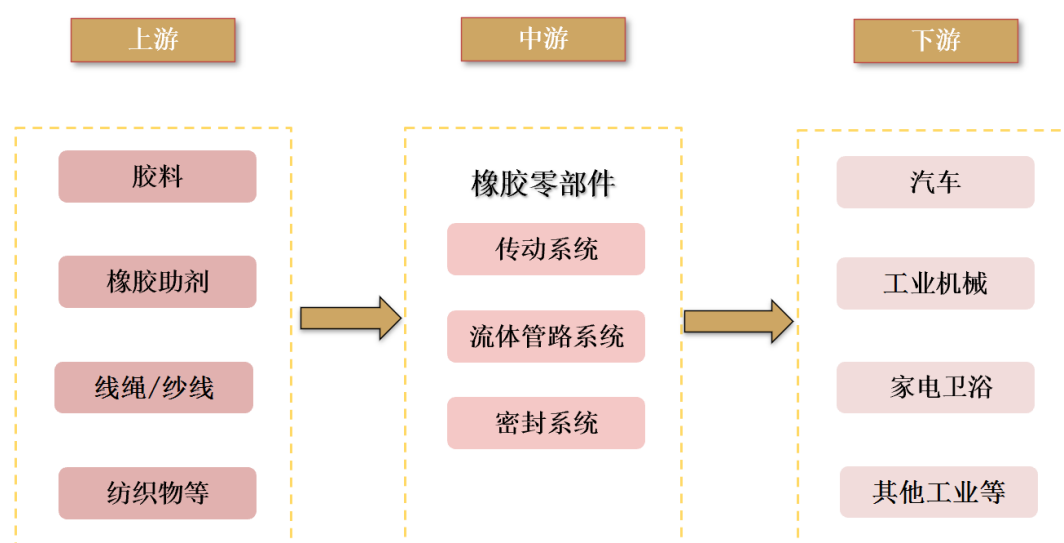 上游
中游
下游
胶料
橡胶助剂
线绳/纱线
纺织物等
橡胶零部件
传动系统
流体管路系统
密封系统
汽车
工业机械
家电卫浴
其他工业等